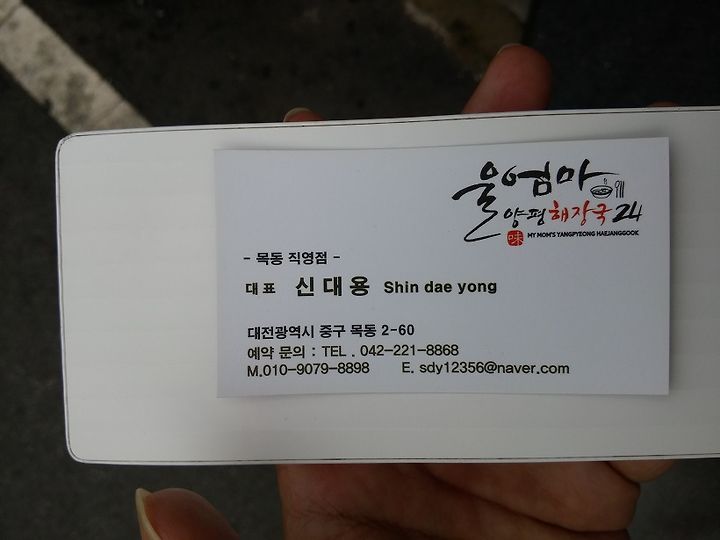 울엄마
양평해장국24
味 MY MOM'S YANGPYEONG HAEJANGGOOK
- 목동 직영점 -
대표 신대용 Shin dae yong
대전광역시 중구 목동 2-60
예약 문의 : TEL . 042-221-8868
M.010-9079-8898 E. sdy12356@naver.com